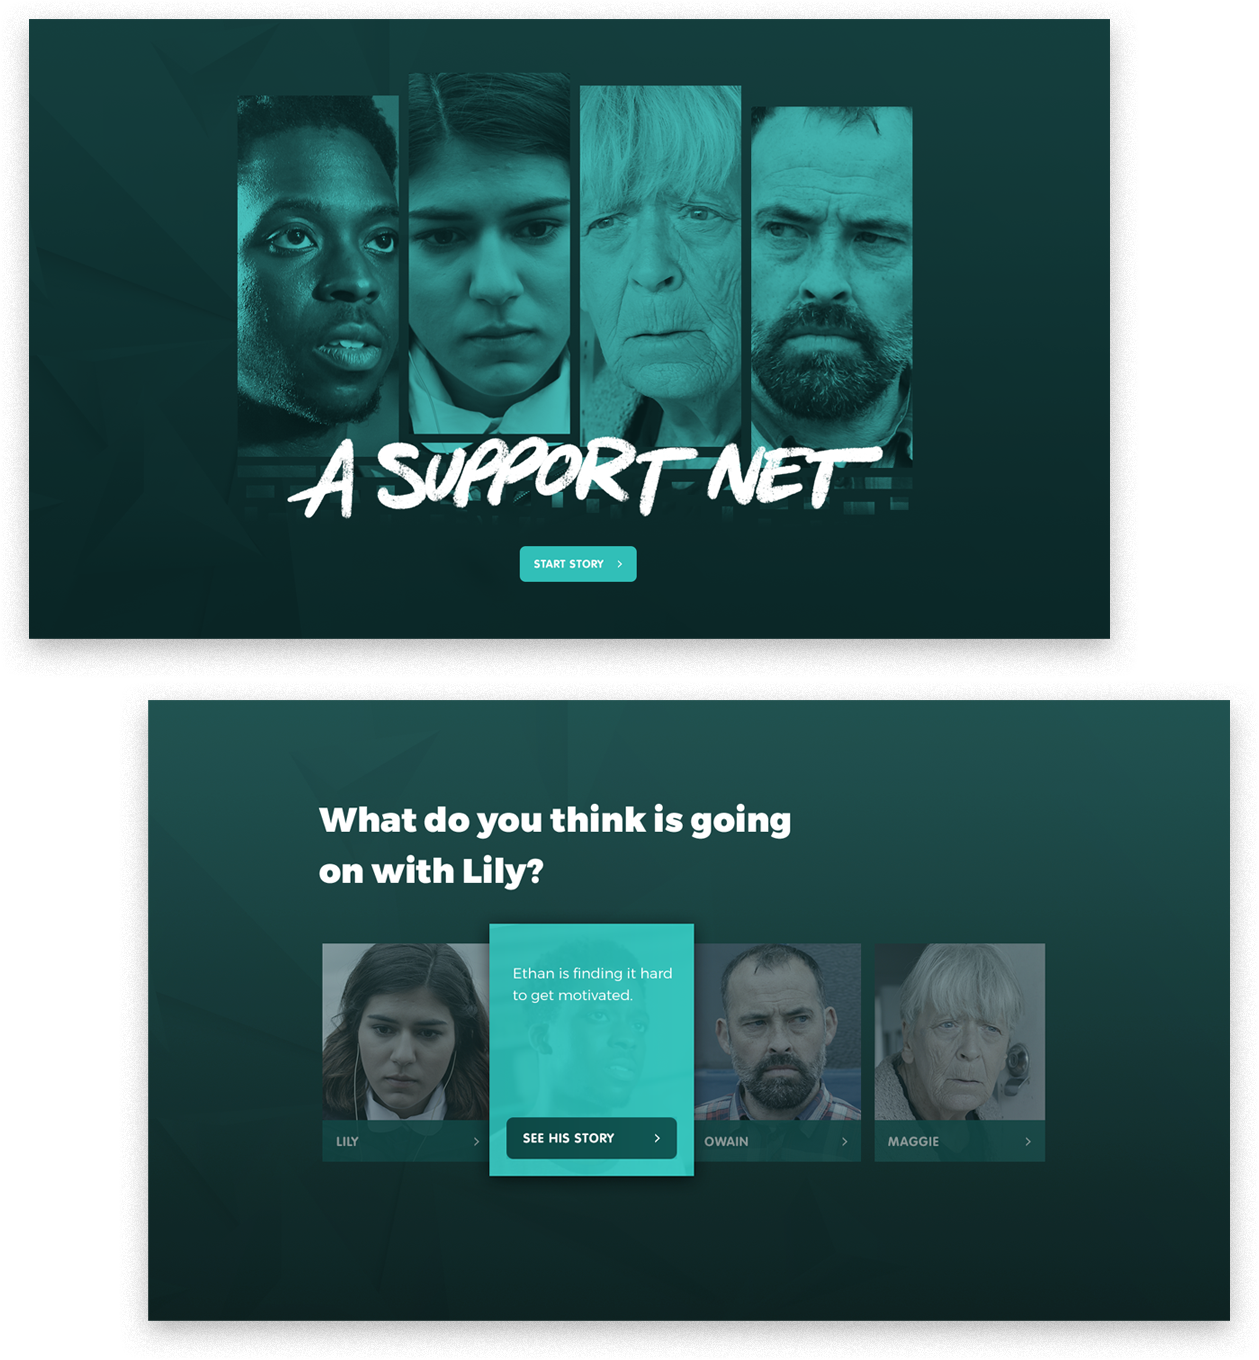 A SUPPORT NET
START STORY
What do you think is going
on with Lily?
Ethan is finding it hard
to get motivated.
SEE HIS STORY
LILY
OWAIN
MAGGIE